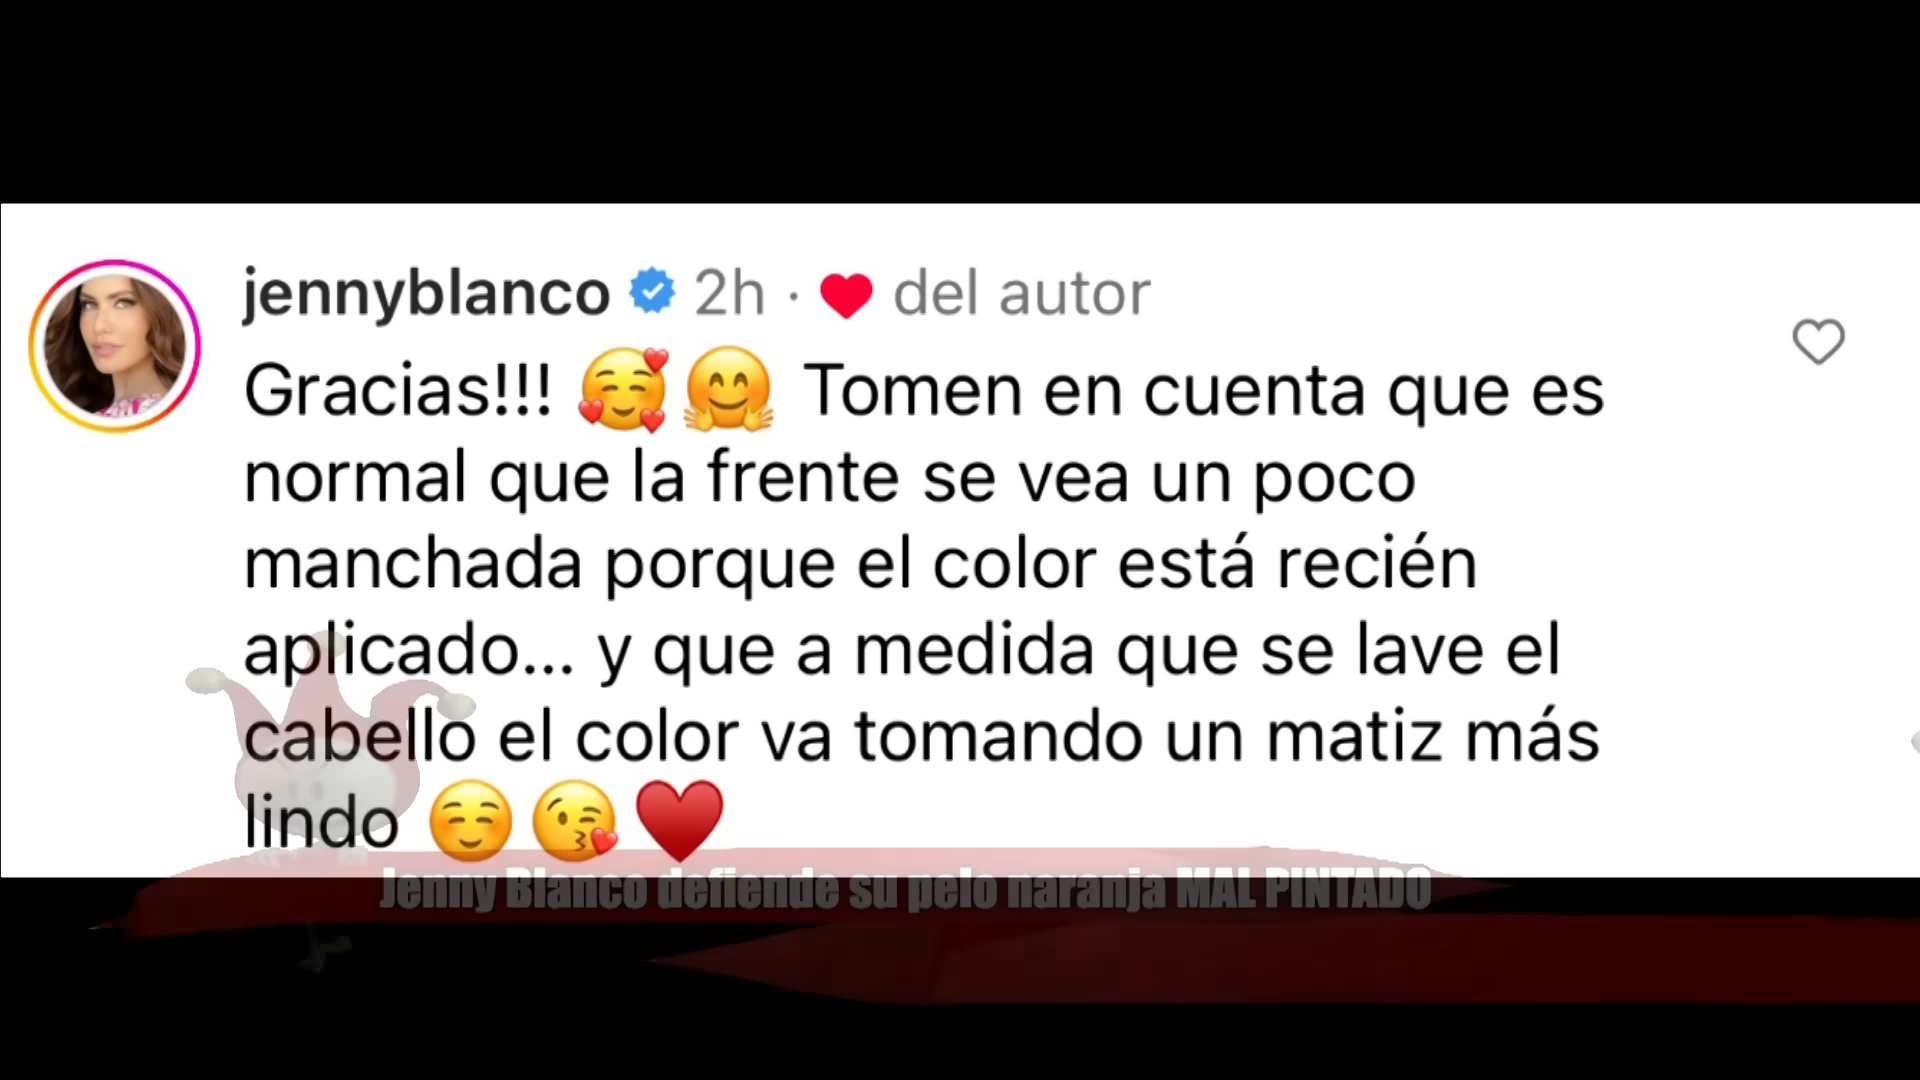 jennyblanco 2h · ❤️ del autor
Gracias!!! 🥰🤗 Tomen en cuenta que es
normal que la frente se vea un poco
manchada porque el color está recién
aplicado... y que a medida que se lave el
cabello el color va tomando un matiz más
lindo ☺️😘♥️
Jenny Blanco defiende su pelo naranja MAL PINTADO